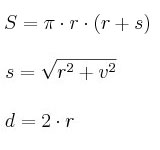 S = π · r · (r + s)
s = √(r² + v²)
d = 2 · r